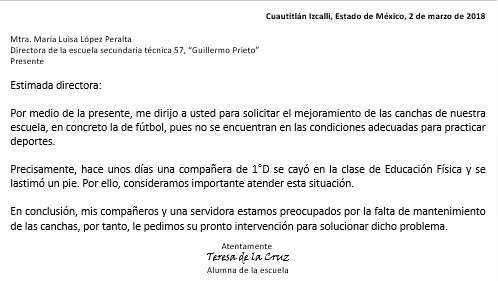 Cuautitlán Izcalli, Estado de México, 2 de marzo de 2018
Mtra. María Luisa López Peralta
Directora de la escuela secundaria técnica 57, “Guillermo Prieto”
Presente
Estimada directora:
Por medio de la presente, me dirijo a usted para solicitar el mejoramiento de las canchas de nuestra
escuela, en concreto la de fútbol, pues no se encuentran en las condiciones adecuadas para practicar
deportes.
Precisamente, hace unos días una compañera de 1°D se cayó en la clase de Educación Física y se
lastimó un pie. Por ello, consideramos importante atender esta situación.
En conclusión, mis compañeros y una servidora estamos preocupados por la falta de mantenimiento
de las canchas, por tanto, le pedimos su pronto intervención para solucionar dicho problema.
Atentamente
Teresa de la Cruz
Alumna de la escuela